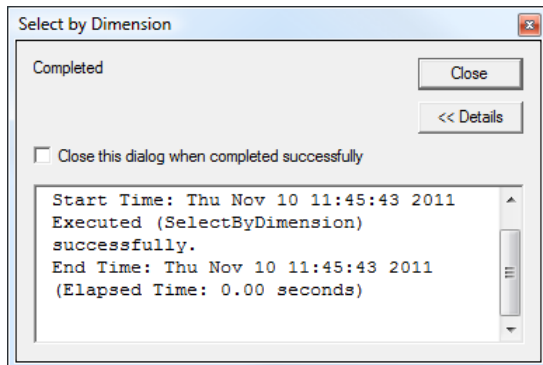 Select by Dimension
Completed
Close
<< Details
Close this dialog when completed successfully
Start Time: Thu Nov 10 11:45:43 2011
Executed (SelectByDimension)
successfully.
End Time: Thu Nov 10 11:45:43 2011
(Elapsed Time: 0.00 seconds)